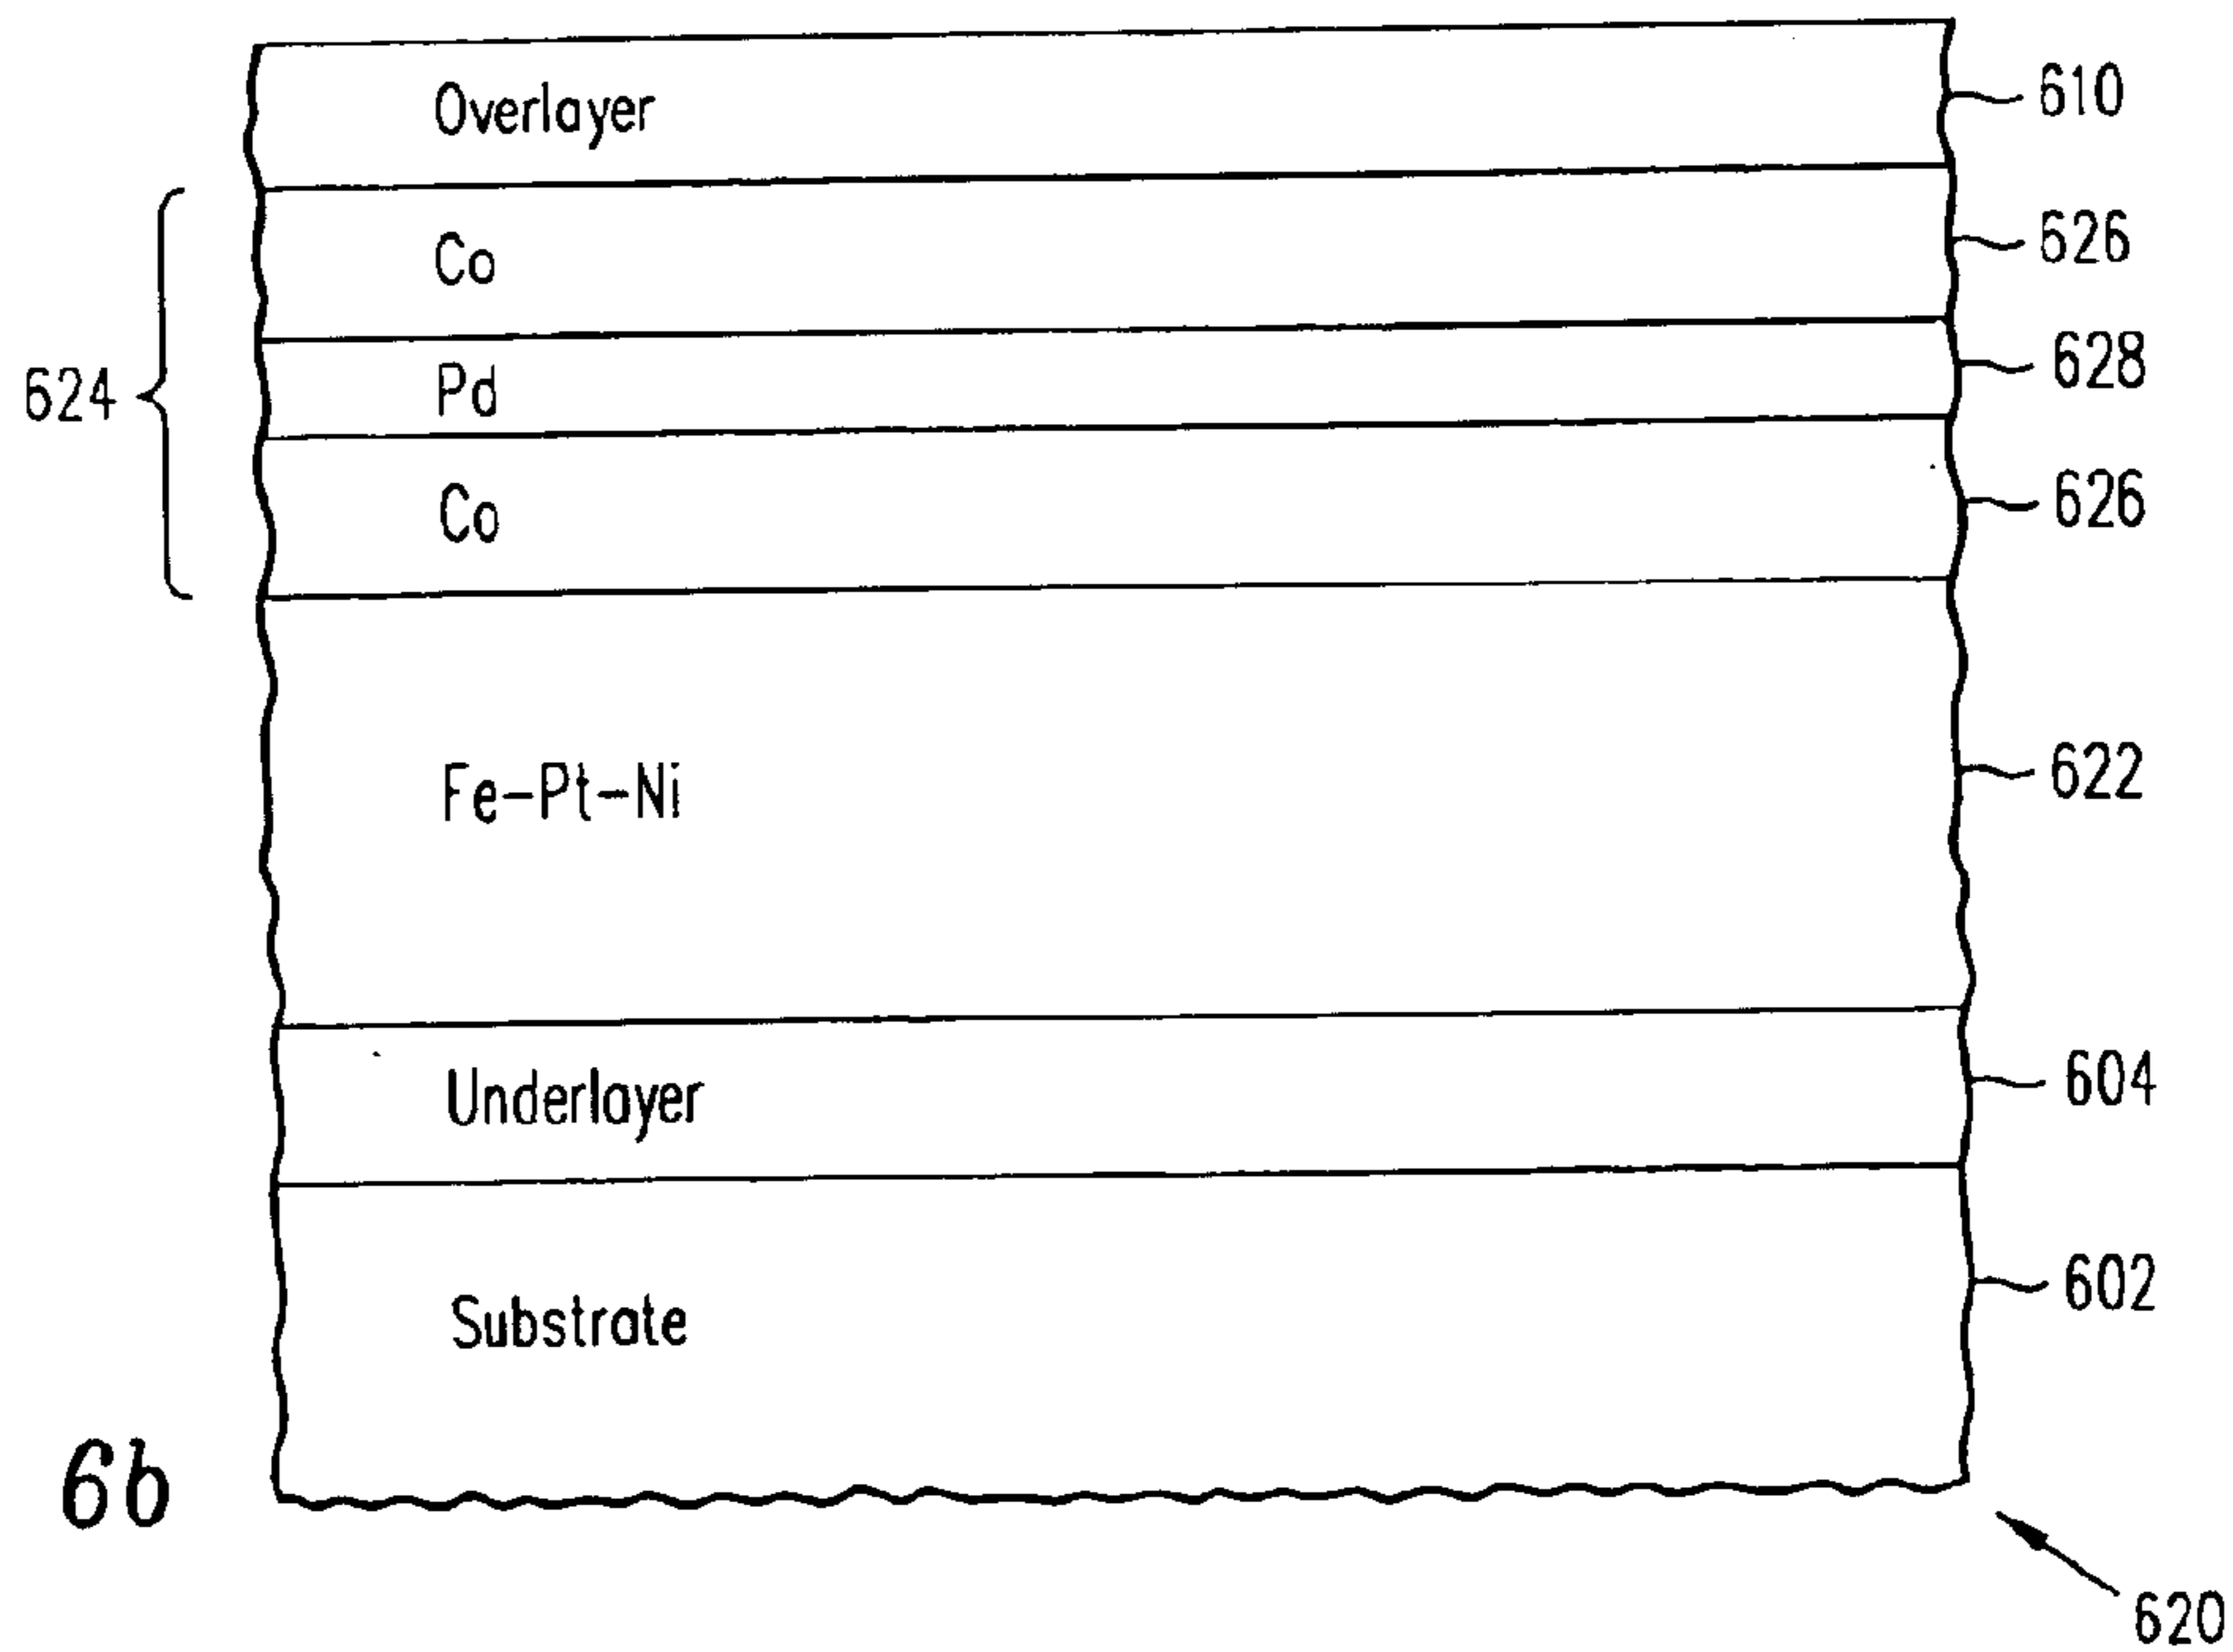 Overlayer 610
Co 626
624 Pd 628
Co 626
Fe-Pt-Ni 622
Underlayer 604
Substrate 602
6b
620